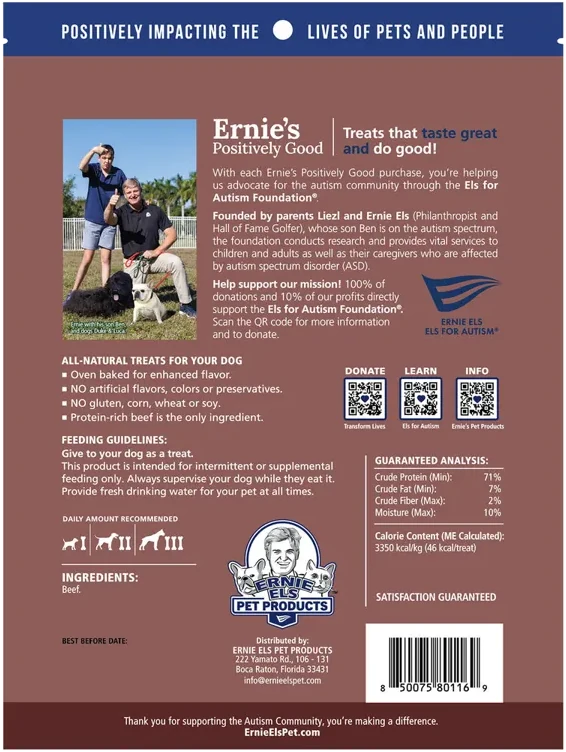 POSITIVELY IMPACTING THE LIVES OF PETS AND PEOPLE
Ernie's
Positively Good
Treats that taste great
and do good!
With each Ernie's Positively Good purchase, you're helping
us advocate for the autism community through the Els for
Autism Foundation®.
Founded by parents Liezl and Ernie Els (Philanthropist and
Hall of Fame Golfer), whose son Ben is on the autism spectrum,
the foundation conducts research and provides vital services to
children and adults as well as their caregivers who are affected
by autism spectrum disorder (ASD).
Help support our mission! 100% of
donations and 10% of our profits directly
support the Els for Autism Foundation®.
Scan the QR code for more information
and to donate.
Ernie with his son Ben
and dogs Duke & Luca
ERNIE ELS
ELS FOR AUTISM®
ALL-NATURAL TREATS FOR YOUR DOG
▪ Oven baked for enhanced flavor.
▪ NO artificial flavors, colors or preservatives.
▪ NO gluten, corn, wheat or soy.
▪ Protein-rich beef is the only ingredient.
DONATE LEARN INFO
Transform Lives Els for Autism Ernie's Pet Products
FEEDING GUIDELINES:
Give to your dog as a treat.
This product is intended for intermittent or supplemental
feeding only. Always supervise your dog while they eat it.
Provide fresh drinking water for your pet at all times.
DAILY AMOUNT RECOMMENDED
I II III
INGREDIENTS:
Beef.
GUARANTEED ANALYSIS:
Crude Protein (Min): 71%
Crude Fat (Min): 7%
Crude Fiber (Max): 2%
Moisture (Max): 10%
Calorie Content (ME Calculated):
3350 kcal/kg (46 kcal/treat)
SATISFACTION GUARANTEED
ERNIE
ELS
PET PRODUCTS
™
BEST BEFORE DATE:
Distributed by:
ERNIE ELS PET PRODUCTS
222 Yamato Rd., 106 - 131
Boca Raton, Florida 33431
info@ernieelspet.com
8 50075 80116 9
Thank you for supporting the Autism Community, you're making a difference.
ErnieElsPet.com